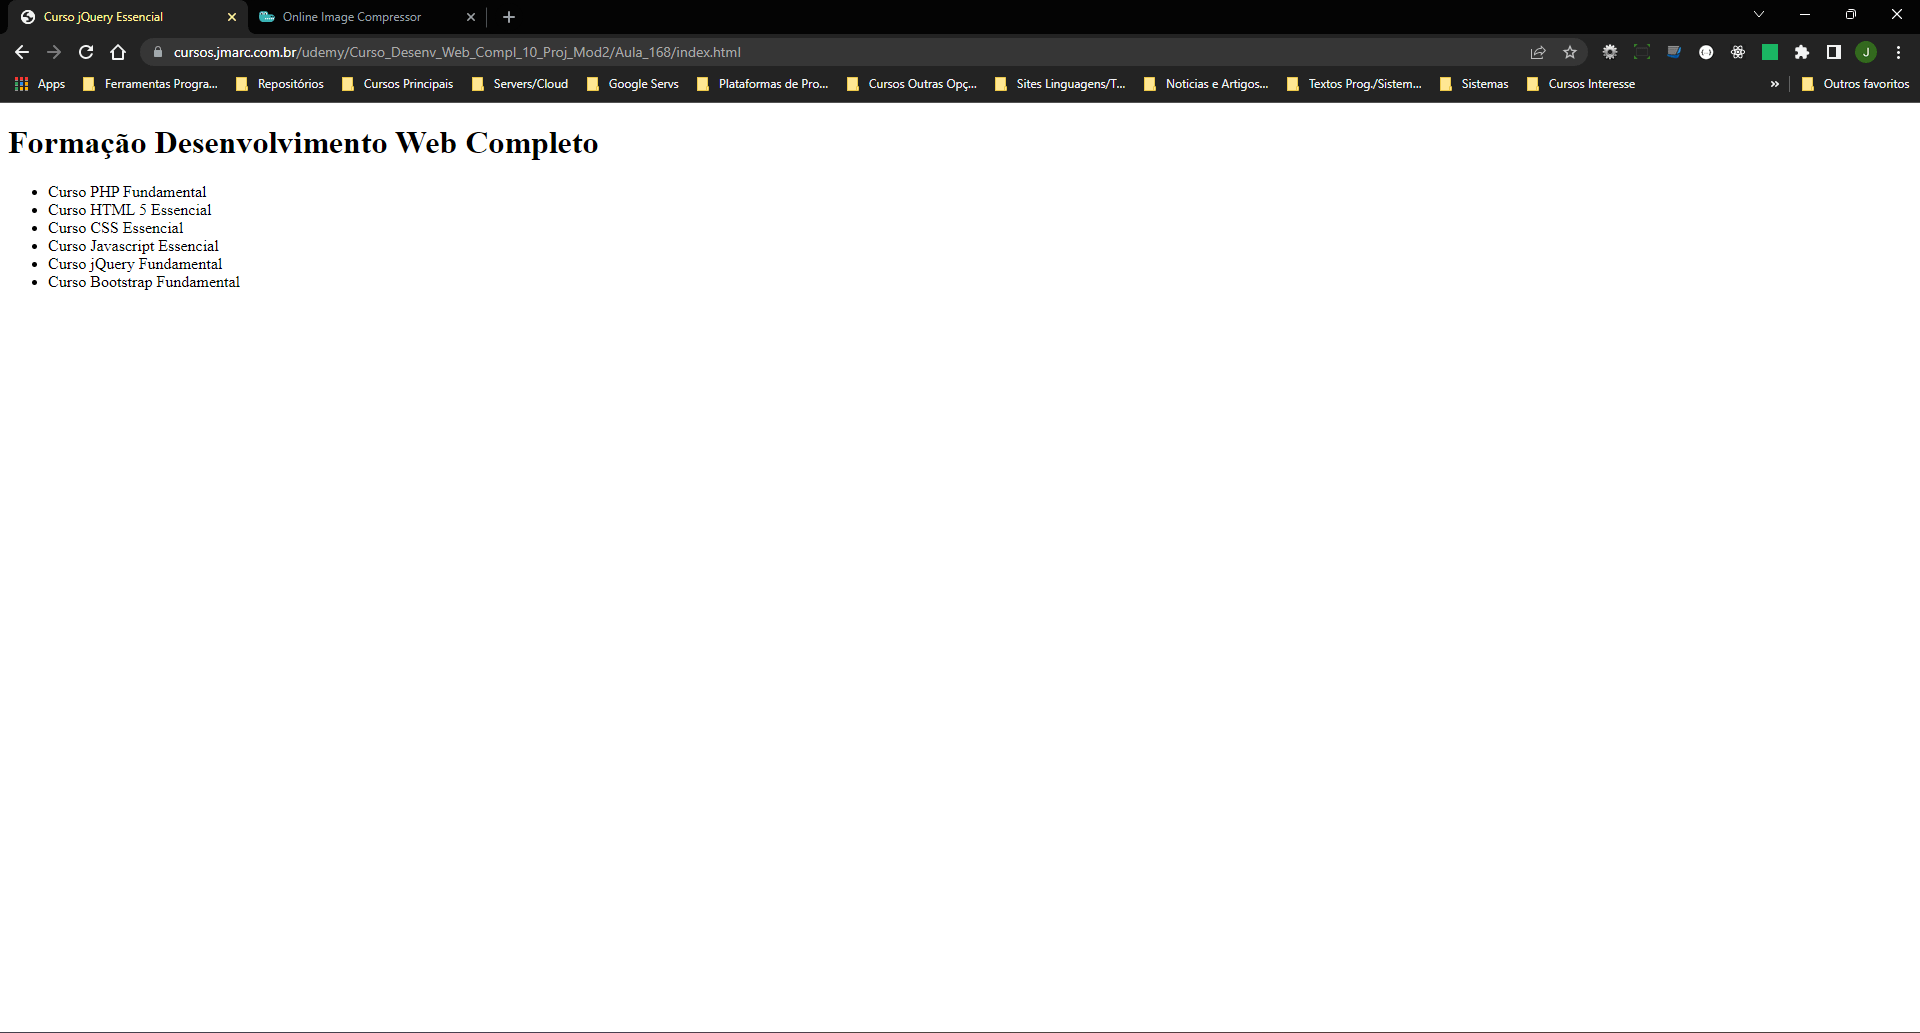 Curso jQuery Essencial
Online Image Compressor
cursos.jmarc.com.br/udemy/Curso_Desenv_Web_Compl_10_Proj_Mod2/Aula_168/index.html
J
Apps
Ferramentas Progra...
Repositórios
Cursos Principais
Servers/Cloud
Google Servs
Plataformas de Pro...
Cursos Outras Opç...
Sites Linguagens/T...
Noticias e Artigos...
Textos Prog./Sistem...
Sistemas
Cursos Interesse
»
Outros favoritos
Formação Desenvolvimento Web Completo
• Curso PHP Fundamental
• Curso HTML 5 Essencial
• Curso CSS Essencial
• Curso Javascript Essencial
• Curso jQuery Fundamental
• Curso Bootstrap Fundamental